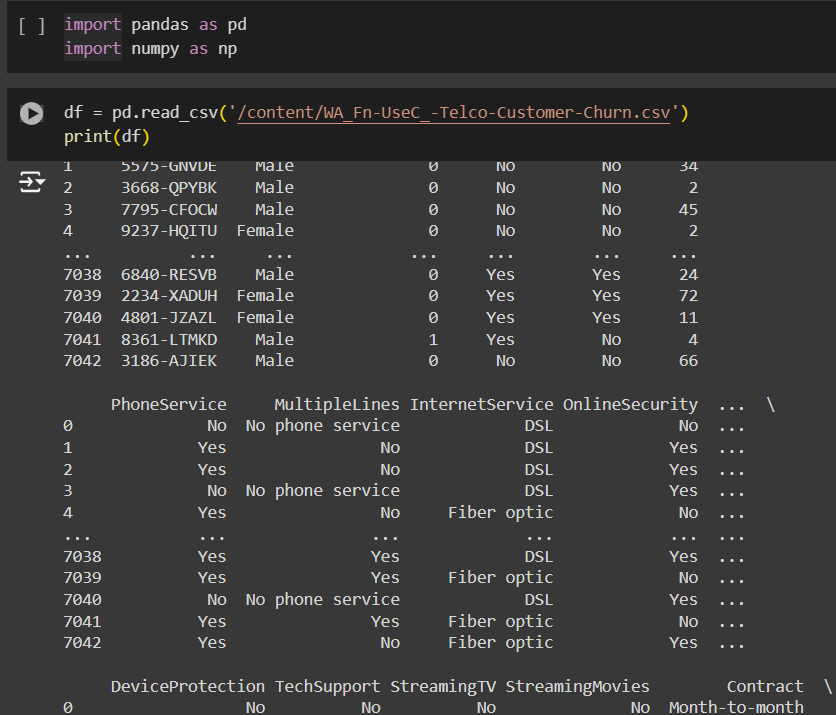 [ ] import pandas as pd
import numpy as np
df = pd.read_csv('/content/WA_Fn-UseC_-Telco-Customer-Churn.csv')
print(df)
1 5575-GNVDE Male 0 No No 34
2 3668-QPYBK Male 0 No No 2
3 7795-CFOCW Male 0 No No 45
4 9237-HQITU Female 0 No No 2
... ... ... ... ... ... ...
7038 6840-RESVB Male 0 Yes Yes 24
7039 2234-XADUH Female 0 Yes Yes 72
7040 4801-JZAZL Female 0 Yes Yes 11
7041 8361-LTMKD Male 1 Yes No 4
7042 3186-AJIEK Male 0 No No 66
PhoneService MultipleLines InternetService OnlineSecurity ... \
0 No No phone service DSL No ...
1 Yes No DSL Yes ...
2 Yes No DSL Yes ...
3 No No phone service DSL Yes ...
4 Yes No Fiber optic No ...
... ... ... ... ... ...
7038 Yes Yes DSL Yes ...
7039 Yes Yes Fiber optic No ...
7040 No No phone service DSL Yes ...
7041 Yes Yes Fiber optic No ...
7042 Yes No Fiber optic Yes ...
DeviceProtection TechSupport StreamingTV StreamingMovies Contract \
0 No No No No Month-to-month